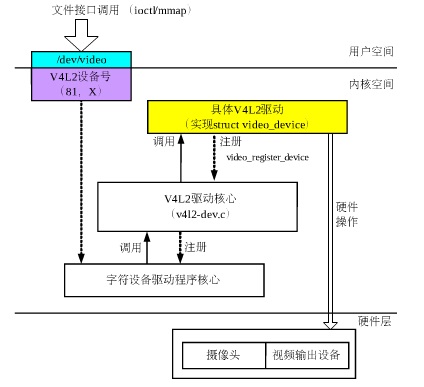 文件接口调用 （ioctl/mmap）
/dev/video
用户空间
V4L2设备号
（81，X）
内核空间
具体V4L2驱动
（实现struct video_device）
调用
注册
video_register_device
V4L2驱动核心
（v4l2-dev.c）
硬件
操作
调用
注册
字符设备驱动程序核心
硬件层
摄像头
视频输出设备